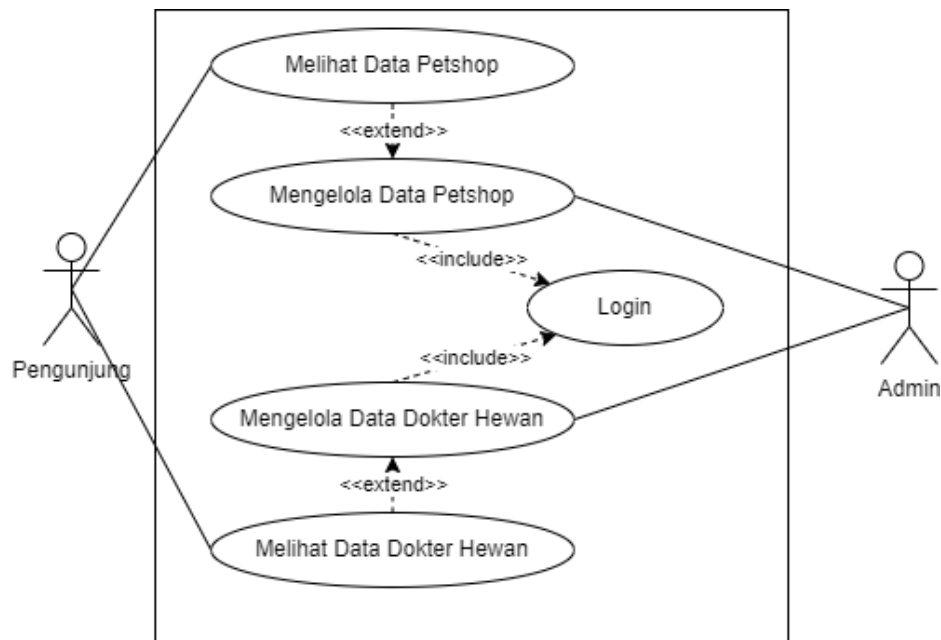 Melihat Data Petshop
<<extend>>
Mengelola Data Petshop
<<include>>
Login
Pengunjung
<<include>>
Admin
Mengelola Data Dokter Hewan
<<extend>>
Melihat Data Dokter Hewan